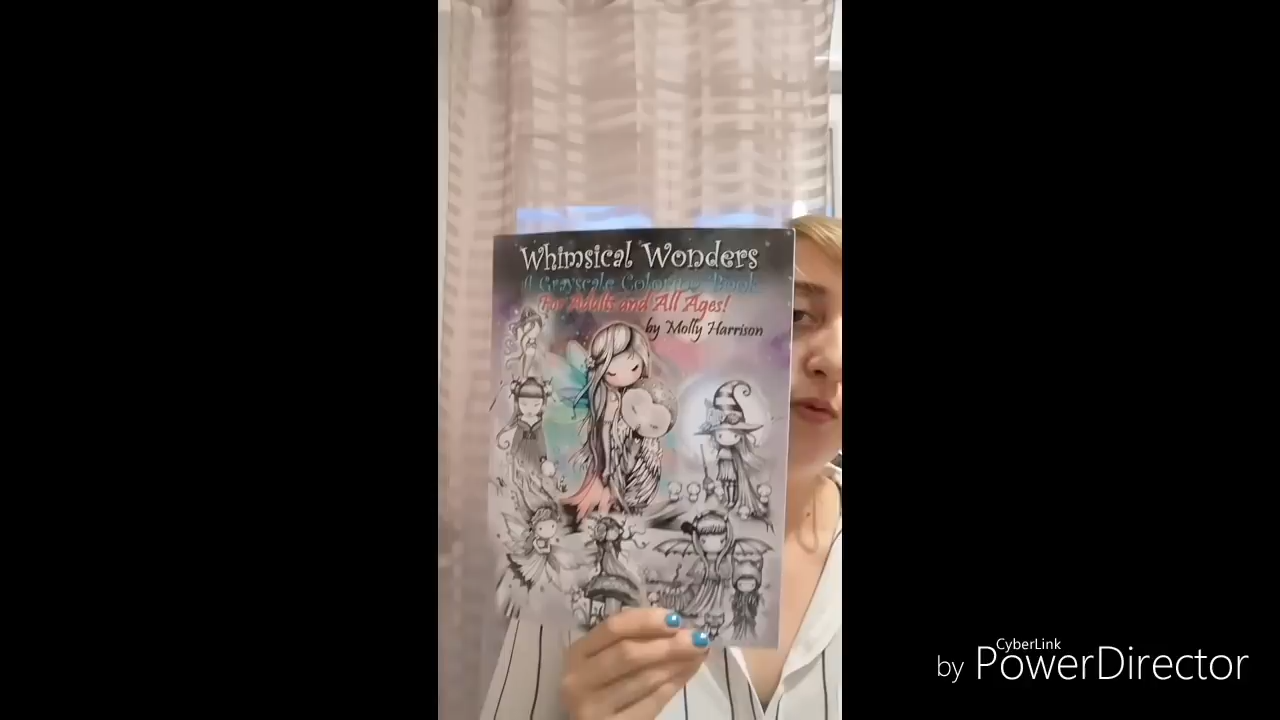 Whimsical Wonders
A Grayscale Coloring Book
For Adults and All Ages!
by Molly Harrison
CyberLink
by PowerDirector